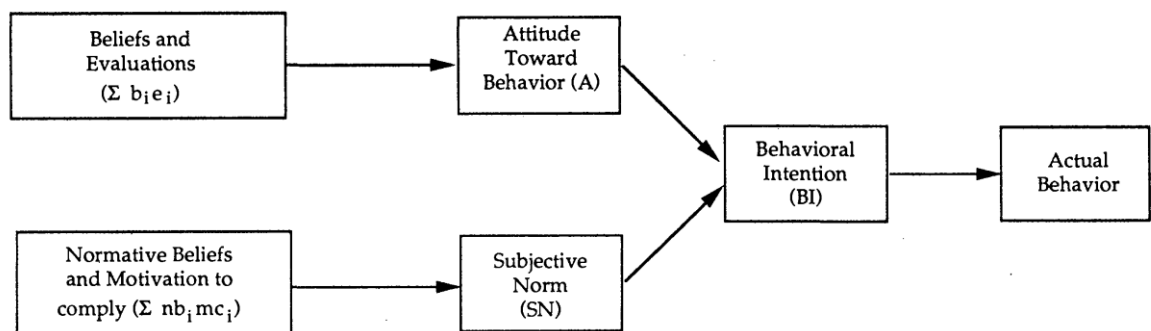 Beliefs and
Evaluations
(Σ b_i e_i)
Attitude
Toward
Behavior (A)
Behavioral
Intention
(BI)
Actual
Behavior
Normative Beliefs
and Motivation to
comply (Σ nb_i mc_i)
Subjective
Norm
(SN)